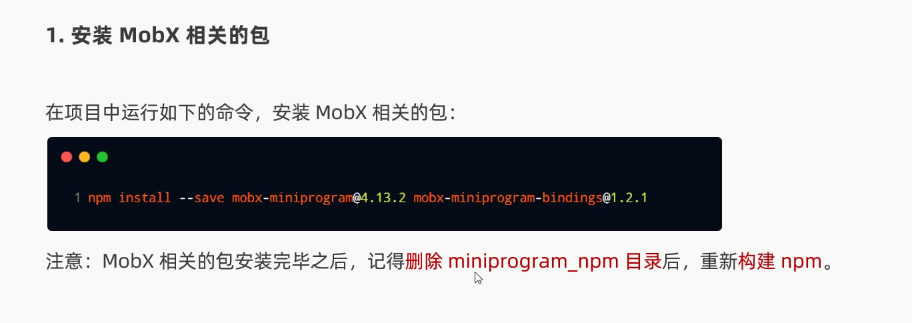 1. 安装 MobX 相关的包
在项目中运行如下的命令，安装 MobX 相关的包：
1 npm install --save mobx-miniprogram@4.13.2 mobx-miniprogram-bindings@1.2.1
注意：MobX 相关的包安装完毕之后，记得删除 miniprogram_npm 目录后，重新构建 npm。